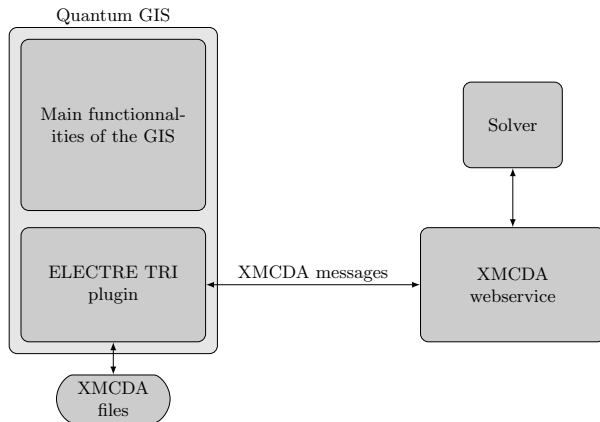 Quantum GIS
Main functionnal-
ities of the GIS
Solver
ELECTRE TRI
plugin
XMCDA messages
XMCDA
webservice
XMCDA
files